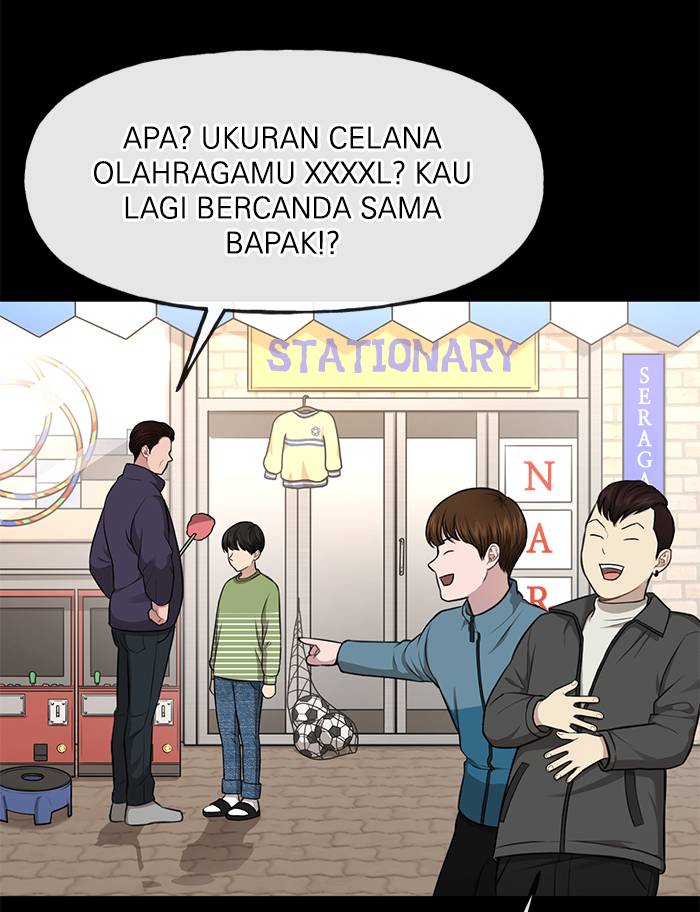 APA? UKURAN CELANA
OLAHRAGAMU XXXXL? KAU
LAGI BERCANDA SAMA
BAPAK!?
STATIONARY
SERAGA
N
A
R